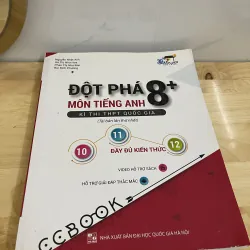 ĐỘT PHÁ 8+
MÔN TIẾNG ANH
KÌ THI THPT QUỐC GIA
11
10
12
ĐẦY ĐỦ KIẾN THỨC
VIDEO HỖ TRỢ SÁCH
HỖ TRỢ GIẢI ĐÁP THẮC MẮC
CCBOOK
NHÀ XUẤT BẢN ĐẠI HỌC QUỐC GIA HÀ NỘI